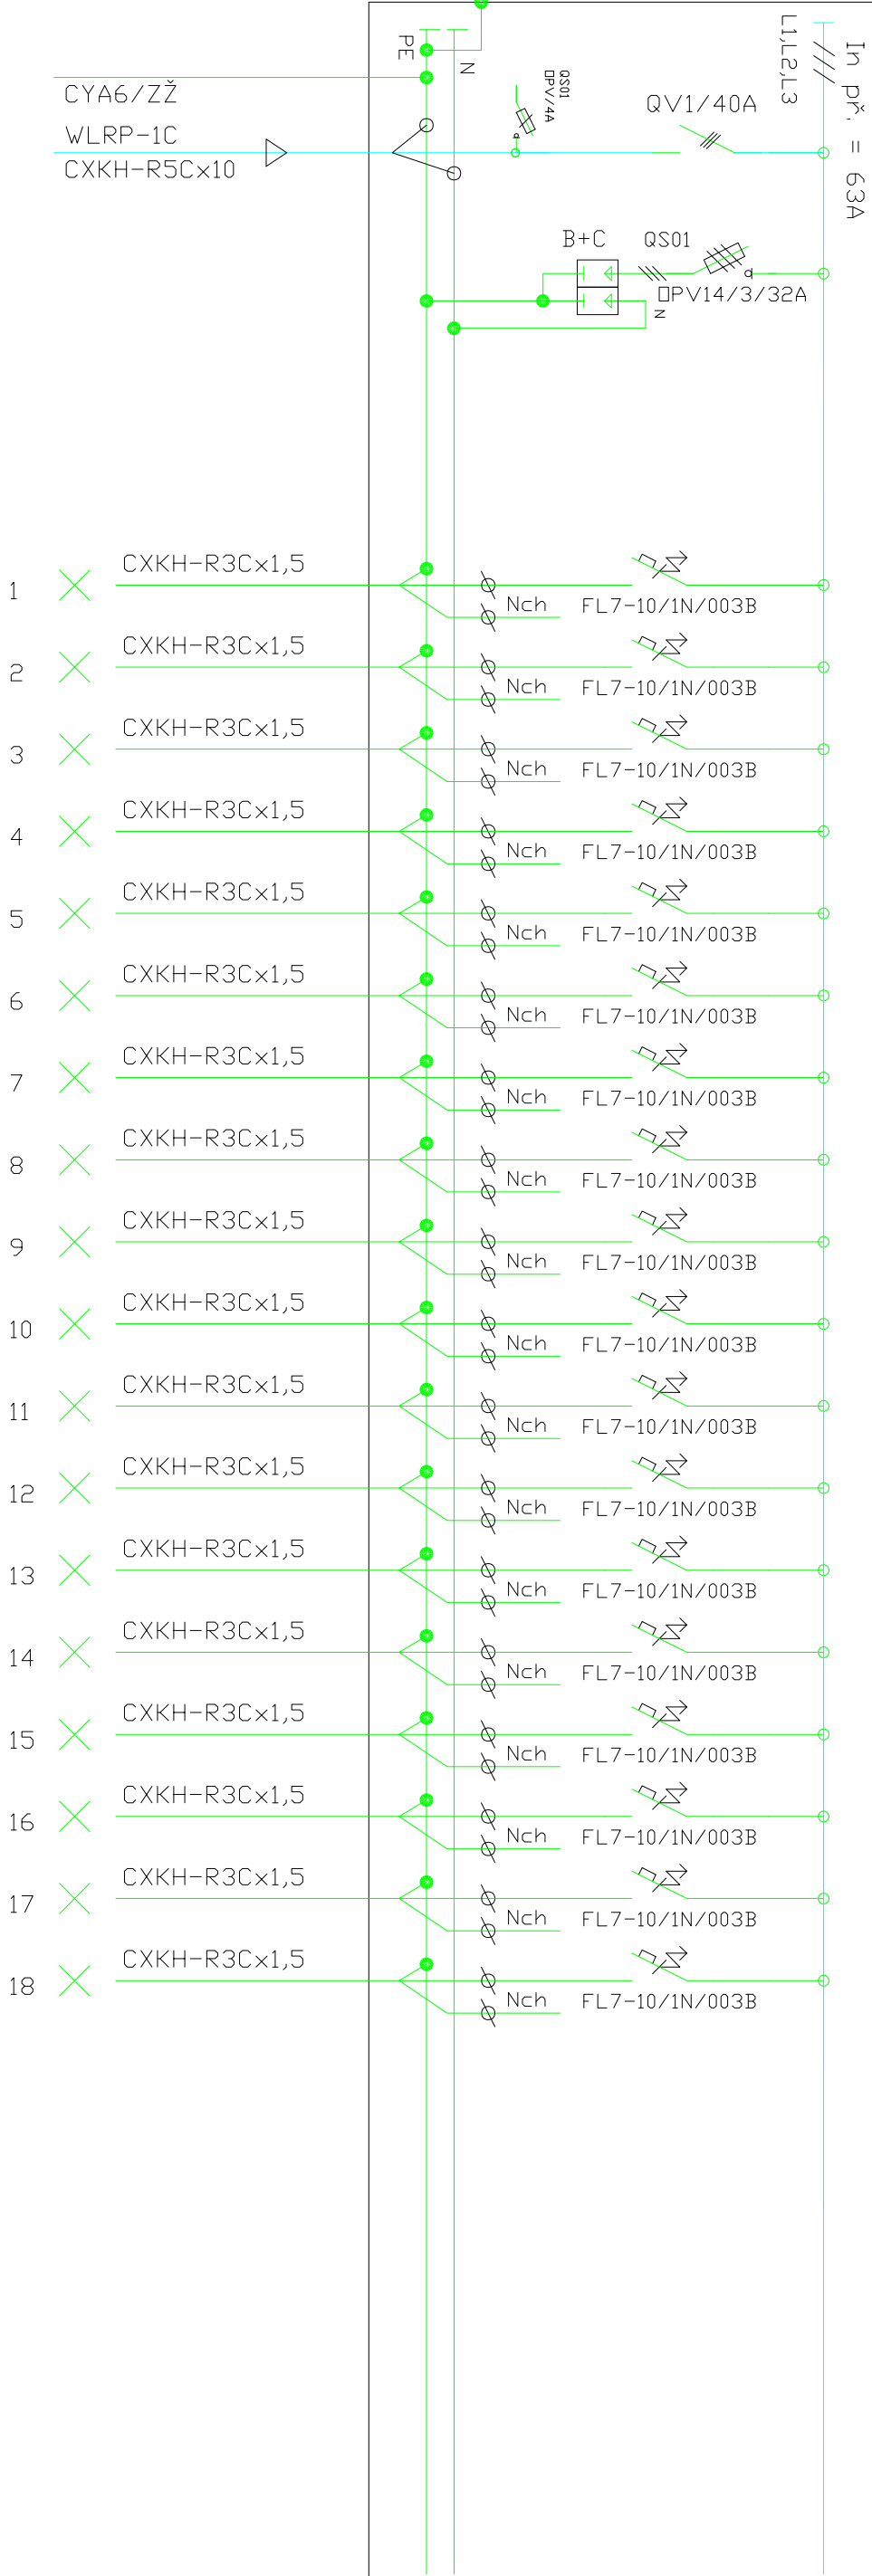 L1,L2,L3
In př. = 63A
PE
N
CYA6/ZŽ
WLRP-1C
CXKH-R5Cx10
QS01
OPV/4A
QV1/40A
B+C
QS01
OPV14/3/32A
N
1 CXKH-R3Cx1,5 Nch FL7-10/1N/003B
2 CXKH-R3Cx1,5 Nch FL7-10/1N/003B
3 CXKH-R3Cx1,5 Nch FL7-10/1N/003B
4 CXKH-R3Cx1,5 Nch FL7-10/1N/003B
5 CXKH-R3Cx1,5 Nch FL7-10/1N/003B
6 CXKH-R3Cx1,5 Nch FL7-10/1N/003B
7 CXKH-R3Cx1,5 Nch FL7-10/1N/003B
8 CXKH-R3Cx1,5 Nch FL7-10/1N/003B
9 CXKH-R3Cx1,5 Nch FL7-10/1N/003B
10 CXKH-R3Cx1,5 Nch FL7-10/1N/003B
11 CXKH-R3Cx1,5 Nch FL7-10/1N/003B
12 CXKH-R3Cx1,5 Nch FL7-10/1N/003B
13 CXKH-R3Cx1,5 Nch FL7-10/1N/003B
14 CXKH-R3Cx1,5 Nch FL7-10/1N/003B
15 CXKH-R3Cx1,5 Nch FL7-10/1N/003B
16 CXKH-R3Cx1,5 Nch FL7-10/1N/003B
17 CXKH-R3Cx1,5 Nch FL7-10/1N/003B
18 CXKH-R3Cx1,5 Nch FL7-10/1N/003B